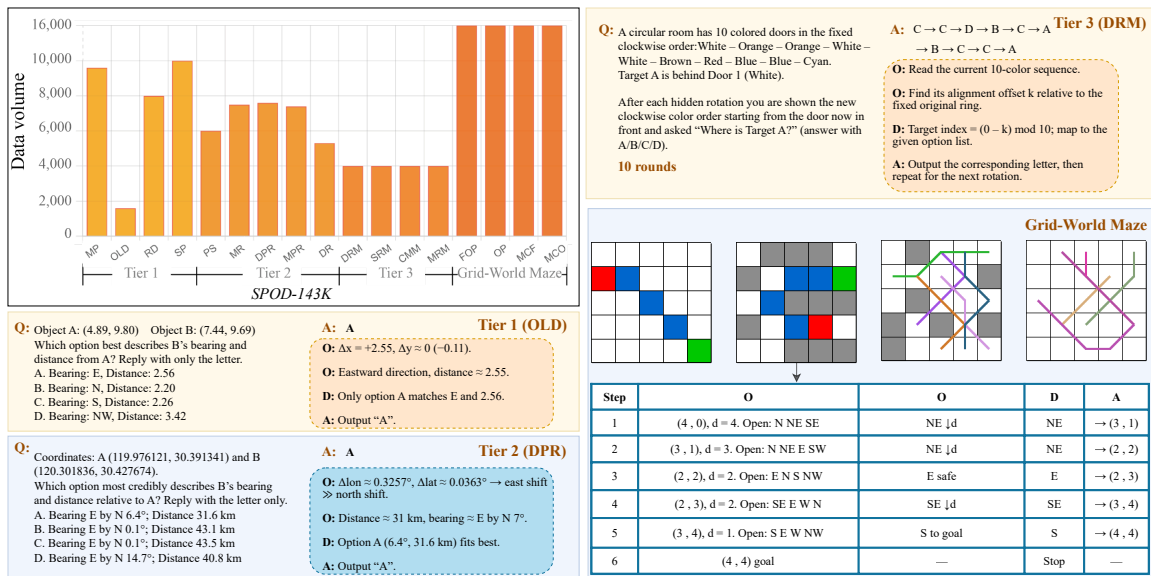 Data volume
16,000
10,000
8,000
6,000
4,000
2,000
0
MP OLD RD SP PS MR DPR MPR DR DRM SRM CMM MRM FOP OP MCF MCO
Tier 1 Tier 2 Tier 3 Grid-World Maze
SPOD-143K
Tier 1 (OLD)
Q: Object A: (4.89, 9.80) Object B: (7.44, 9.69)
Which option best describes B’s bearing and
distance from A? Reply with only the letter.
A. Bearing: E, Distance: 2.56
B. Bearing: N, Distance: 2.20
C. Bearing: S, Distance: 2.26
D. Bearing: NW, Distance: 3.42
A: A
O: Δx = +2.55, Δy ≈ 0 (−0.11).
O: Eastward direction, distance ≈ 2.55.
D: Only option A matches E and 2.56.
A: Output “A”.
Tier 2 (DPR)
Q:
Coordinates: A (119.976121, 30.391341) and B
(120.301836, 30.427674).
Which option most credibly describes B’s bearing
and distance relative to A? Reply with the letter only.
A. Bearing E by N 6.4°; Distance 31.6 km
B. Bearing E by N 0.1°; Distance 43.1 km
C. Bearing E by N 0.1°; Distance 43.5 km
D. Bearing E by N 14.7°; Distance 40.8 km
A: A
O: Δlon ≈ 0.3257°, Δlat ≈ 0.0363° → east shift
≫ north shift.
O: Distance ≈ 31 km, bearing ≈ E by N 7°.
D: Option A (6.4°, 31.6 km) fits best.
A: Output “A”.
Tier 3 (DRM)
Q: A circular room has 10 colored doors in the fixed
clockwise order:White – Orange – Orange – White –
White – Brown – Red – Blue – Blue – Cyan.
Target A is behind Door 1 (White).
After each hidden rotation you are shown the new
clockwise color order starting from the door now in
front and asked “Where is Target A?” (answer with
A/B/C/D).
10 rounds
A: C → C → D → B → C → A
→ B → C → C → A
O: Read the current 10-color sequence.
O: Find its alignment offset k relative to the
fixed original ring.
D: Target index = (0 – k) mod 10; map to the
given option list.
A: Output the corresponding letter, then
repeat for the next rotation.
Grid-World Maze
Step O O D A
1 (4 , 0), d = 4. Open: N NE SE NE ↓d NE → (3 , 1)
2 (3 , 1), d = 3. Open: N NE E SW NE ↓d NE → (2 , 2)
3 (2 , 2), d = 2. Open: E N S NW E safe E → (2 , 3)
4 (2 , 3), d = 2. Open: SE E W N SE ↓d SE → (3 , 4)
5 (3 , 4), d = 1. Open: S E W NW S to goal S → (4 , 4)
6 (4 , 4) goal — Stop —